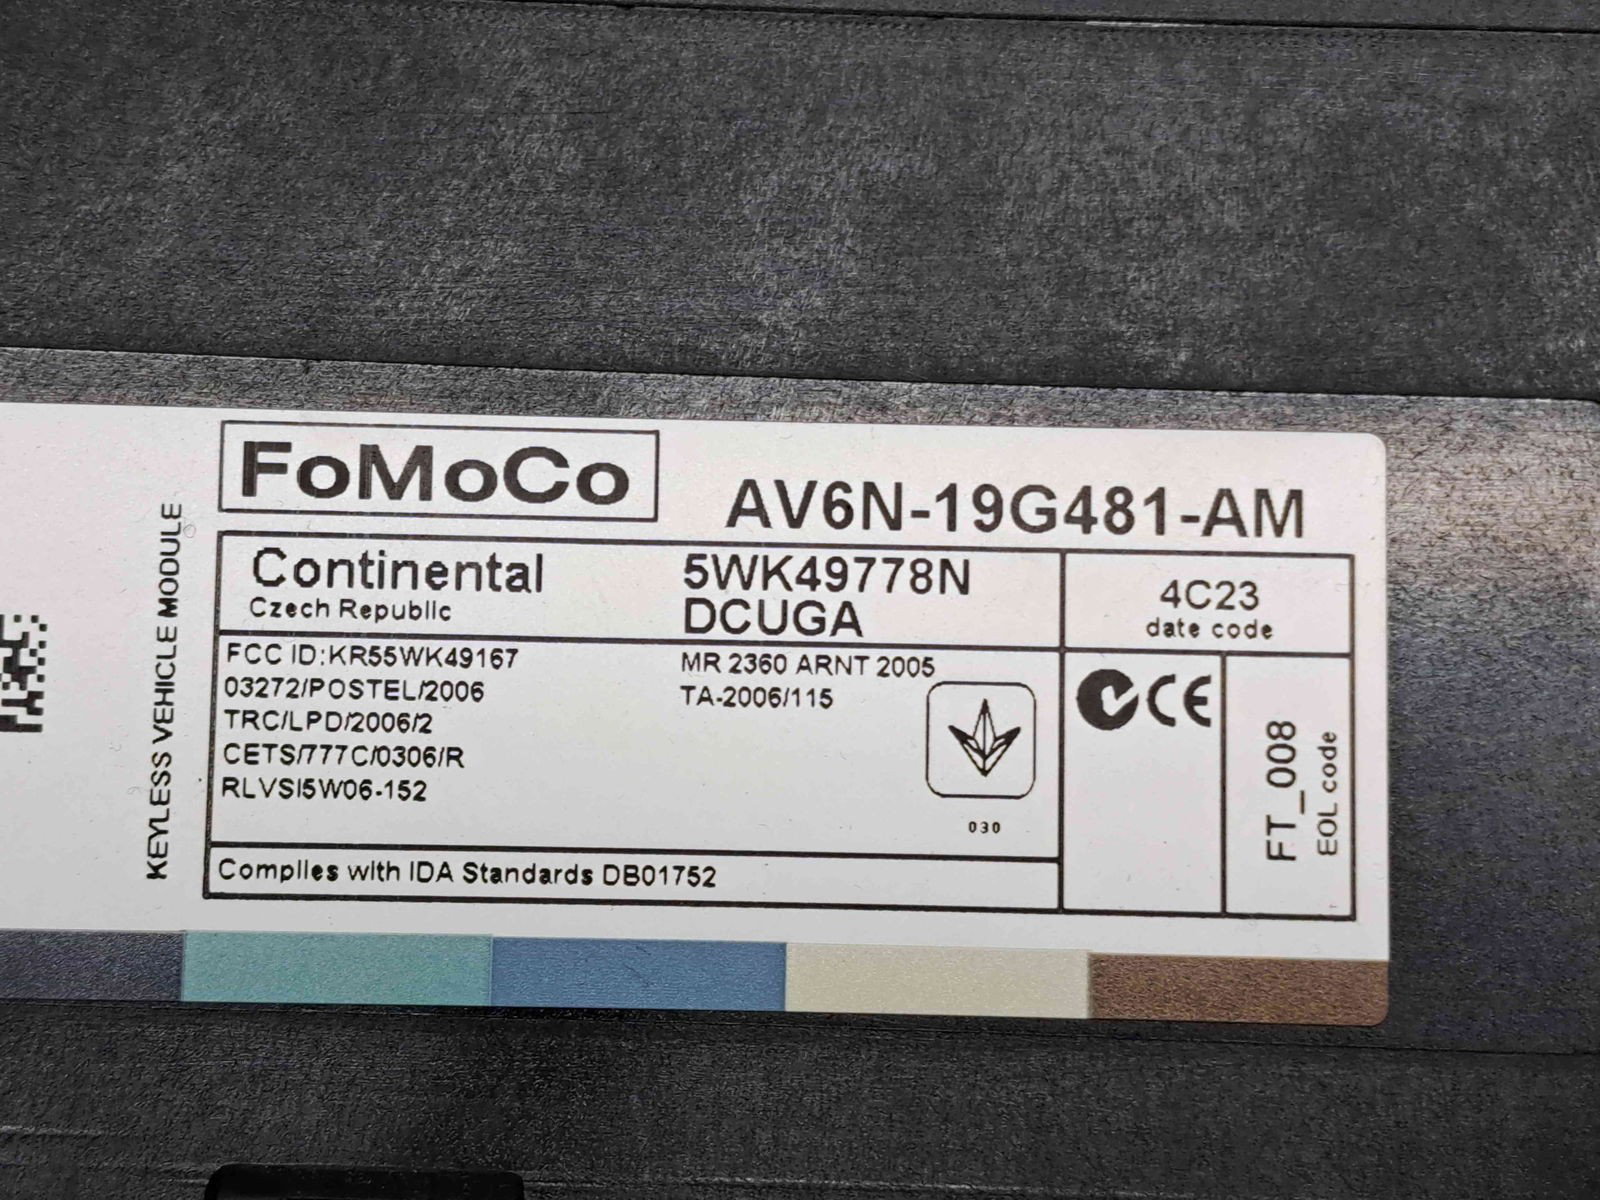 FoMoCo
AV6N-19G481-AM
KEYLESS VEHICLE MODULE
Continental
Czech Republic
5WK49778N
DCUGA
4C23
date code
FCC ID:KR55WK49167
03272/POSTEL/2006
TRC/LPD/2006/2
CETS/777C/0306/R
RLVSI5W06-152
MR 2360 ARNT 2005
TA-2006/115
030
CE
FT_008
EOL code
Complies with IDA Standards DB01752